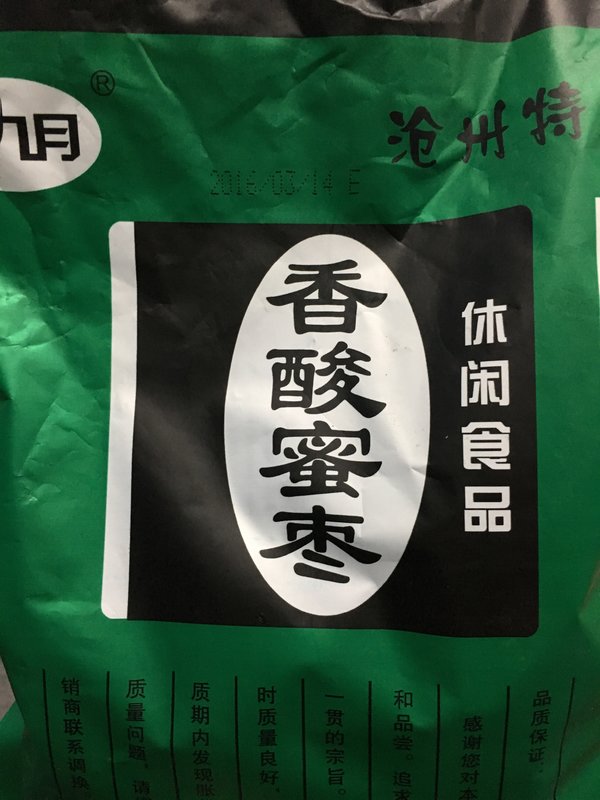 旭 ®
沧州特
2016/03/14 E
香酸蜜枣
休闲食品
品质保证.
感谢您对本
和品尝。追求
一贯的宗旨。
时质量良好.
质期内发现胀
质量问题，请
销商联系调换